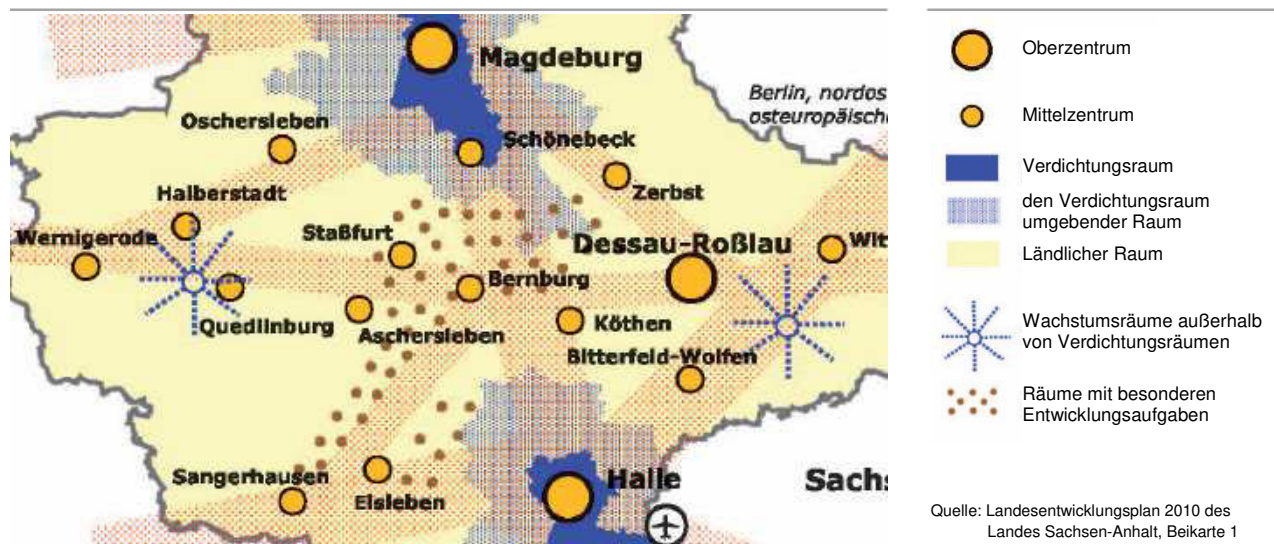 Magdeburg
Berlin, nordos
osteuropäische
Oschersleben
Schönebeck
Halberstadt
Zerbst
Wernigerode
Staßfurt
Dessau-Roßlau
Witt
Bernburg
Quedlinburg
Aschersleben
Köthen
Bitterfeld-Wolfen
Sangerhausen
Eisleben
Halle
Sachs
Oberzentrum
Mittelzentrum
Verdichtungsraum
den Verdichtungsraum
umgebender Raum
Ländlicher Raum
Wachstumsräume außerhalb
von Verdichtungsräumen
Räume mit besonderen
Entwicklungsaufgaben
Quelle: Landesentwicklungsplan 2010 des
Landes Sachsen-Anhalt, Beikarte 1